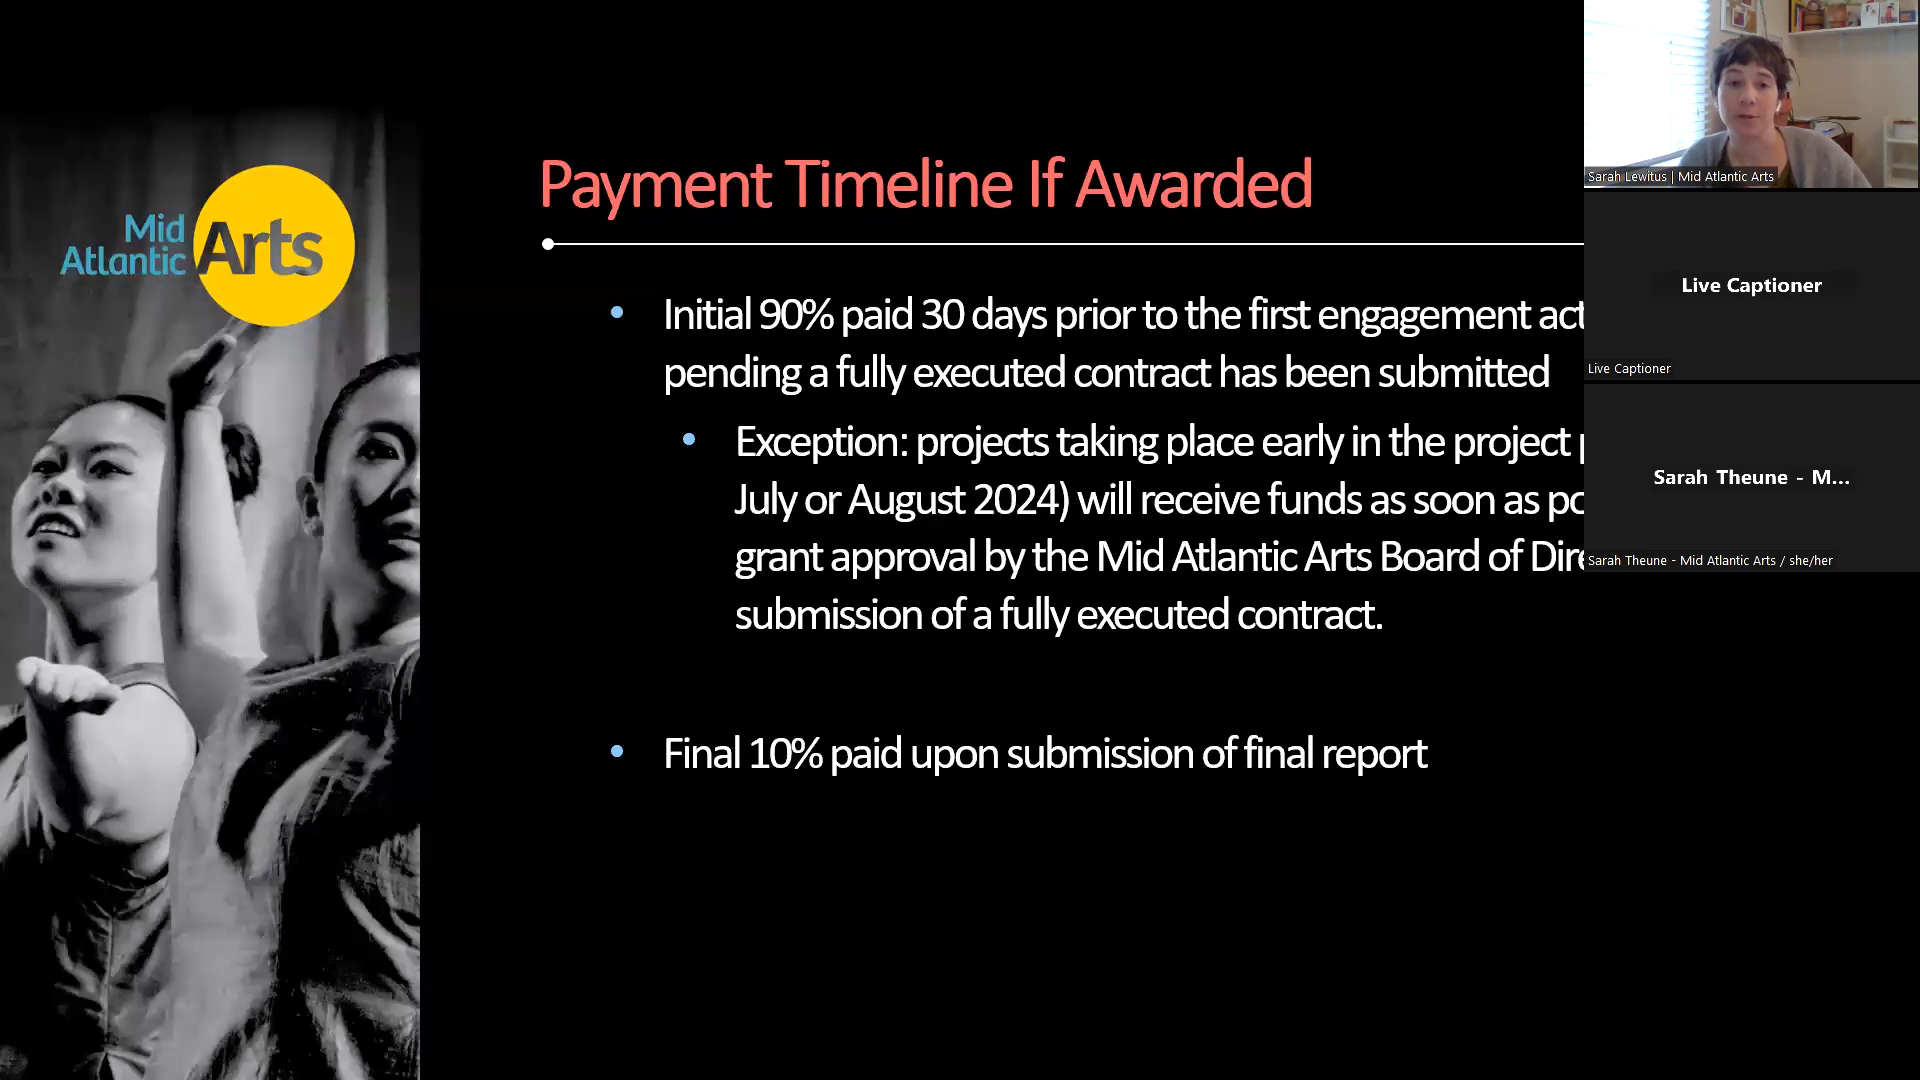 Mid
Atlantic Arts
Payment Timeline If Awarded
Initial 90% paid 30 days prior to the first engagement
pending a fully executed contract has been submitted
Exception: projects taking place early in the project
July or August 2024) will receive funds as soon as
grant approval by the Mid Atlantic Arts Board of
submission of a fully executed contract.
Final 10% paid upon submission of final report
Sarah Lewitus | Mid Atlantic Arts
Live Captioner
Live Captioner
Sarah Theune - M...
Sarah Theune - Mid Atlantic Arts / she/her